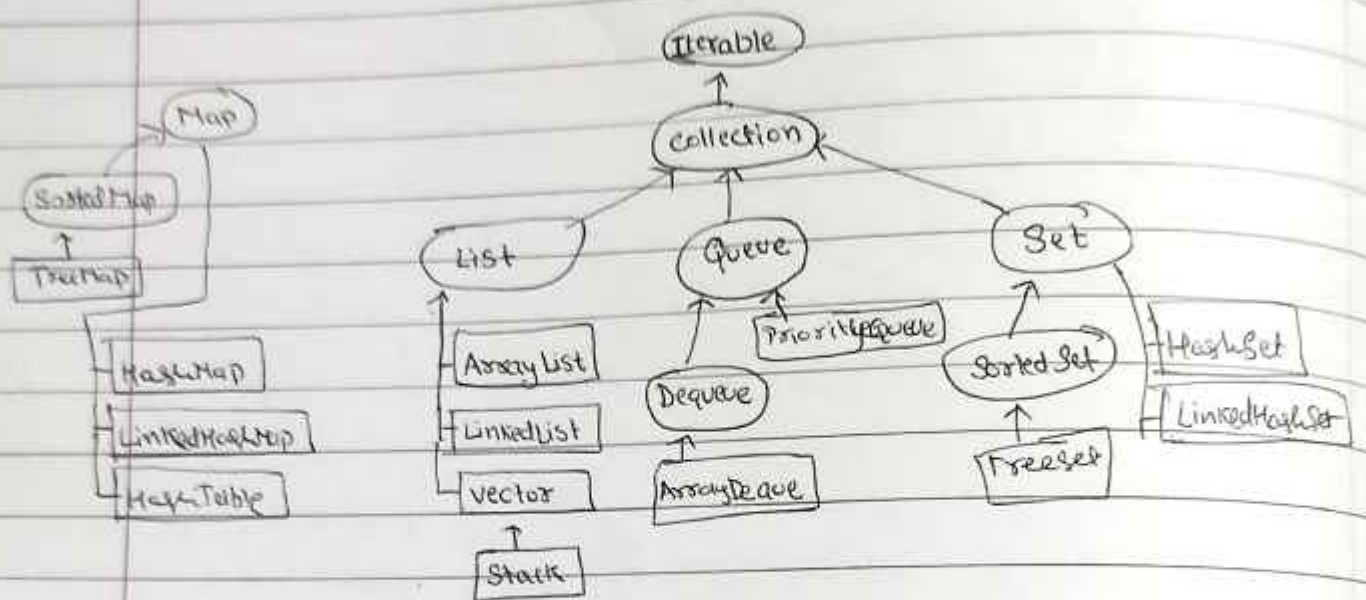 Iterable
Map
Collection
SortedMap
List
Queue
Set
TreeMap
PriorityQueue
HashMap
ArrayList
Dequeue
SortedSet
HashSet
LinkedHashMap
LinkedList
LinkedHashSet
HashTable
Vector
ArrayDeque
TreeSet
Stack